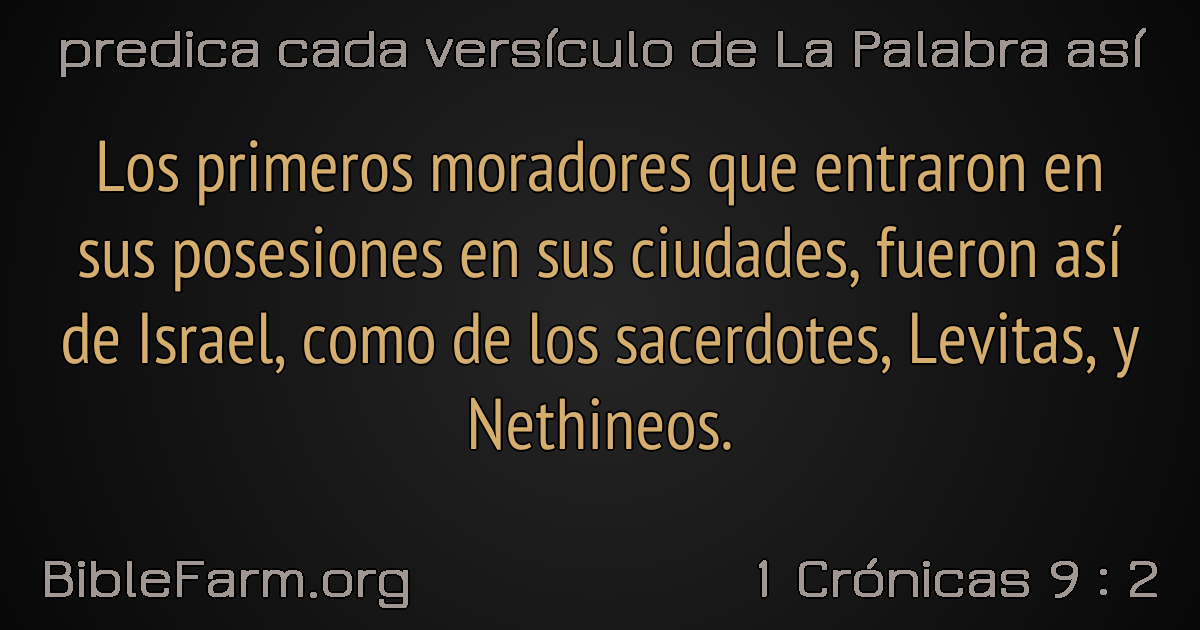 predica cada versículo de La Palabra así
Los primeros moradores que entraron en
sus posesiones en sus ciudades, fueron así
de Israel, como de los sacerdotes, Levitas, y
Nethineos.
BibleFarm.org
1 Crónicas 9 : 2